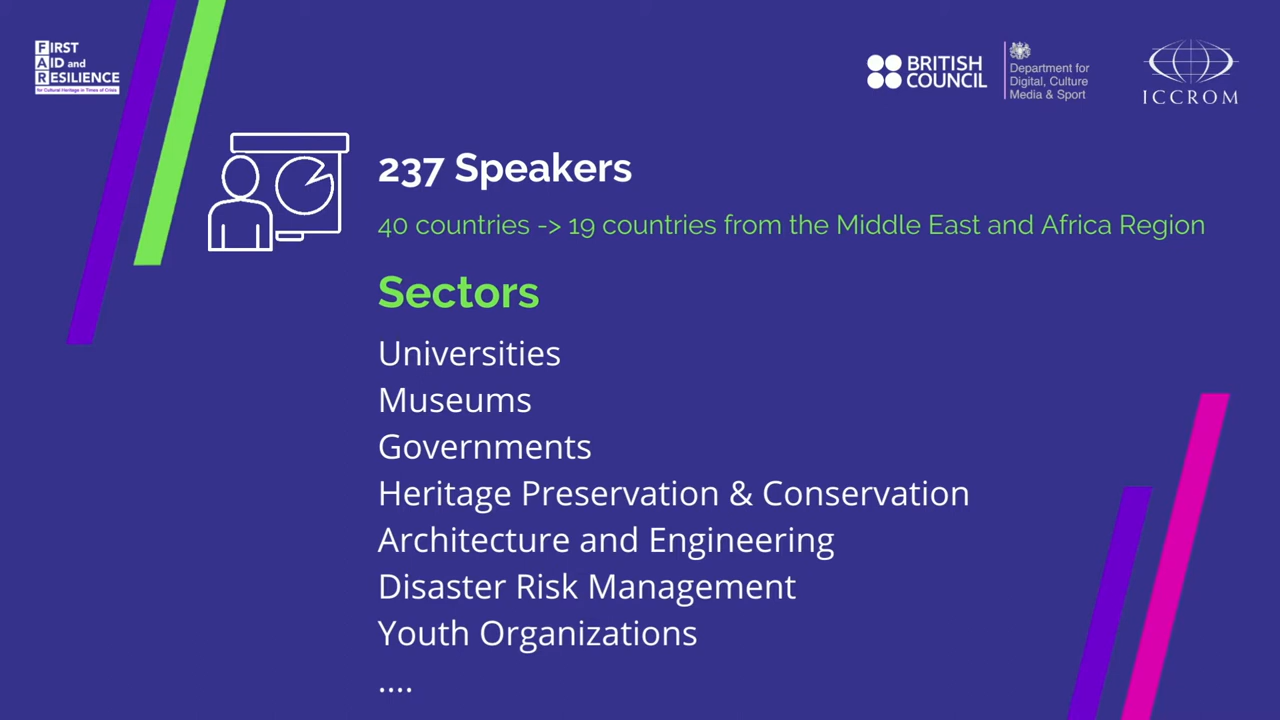 FIRST
AID and
RESILIENCE
for Cultural Heritage in Times of Crisis
BRITISH
COUNCIL
Department for
Digital, Culture
Media & Sport
ICCROM
237 Speakers
40 countries -> 19 countries from the Middle East and Africa Region
Sectors
Universities
Museums
Governments
Heritage Preservation & Conservation
Architecture and Engineering
Disaster Risk Management
Youth Organizations
....